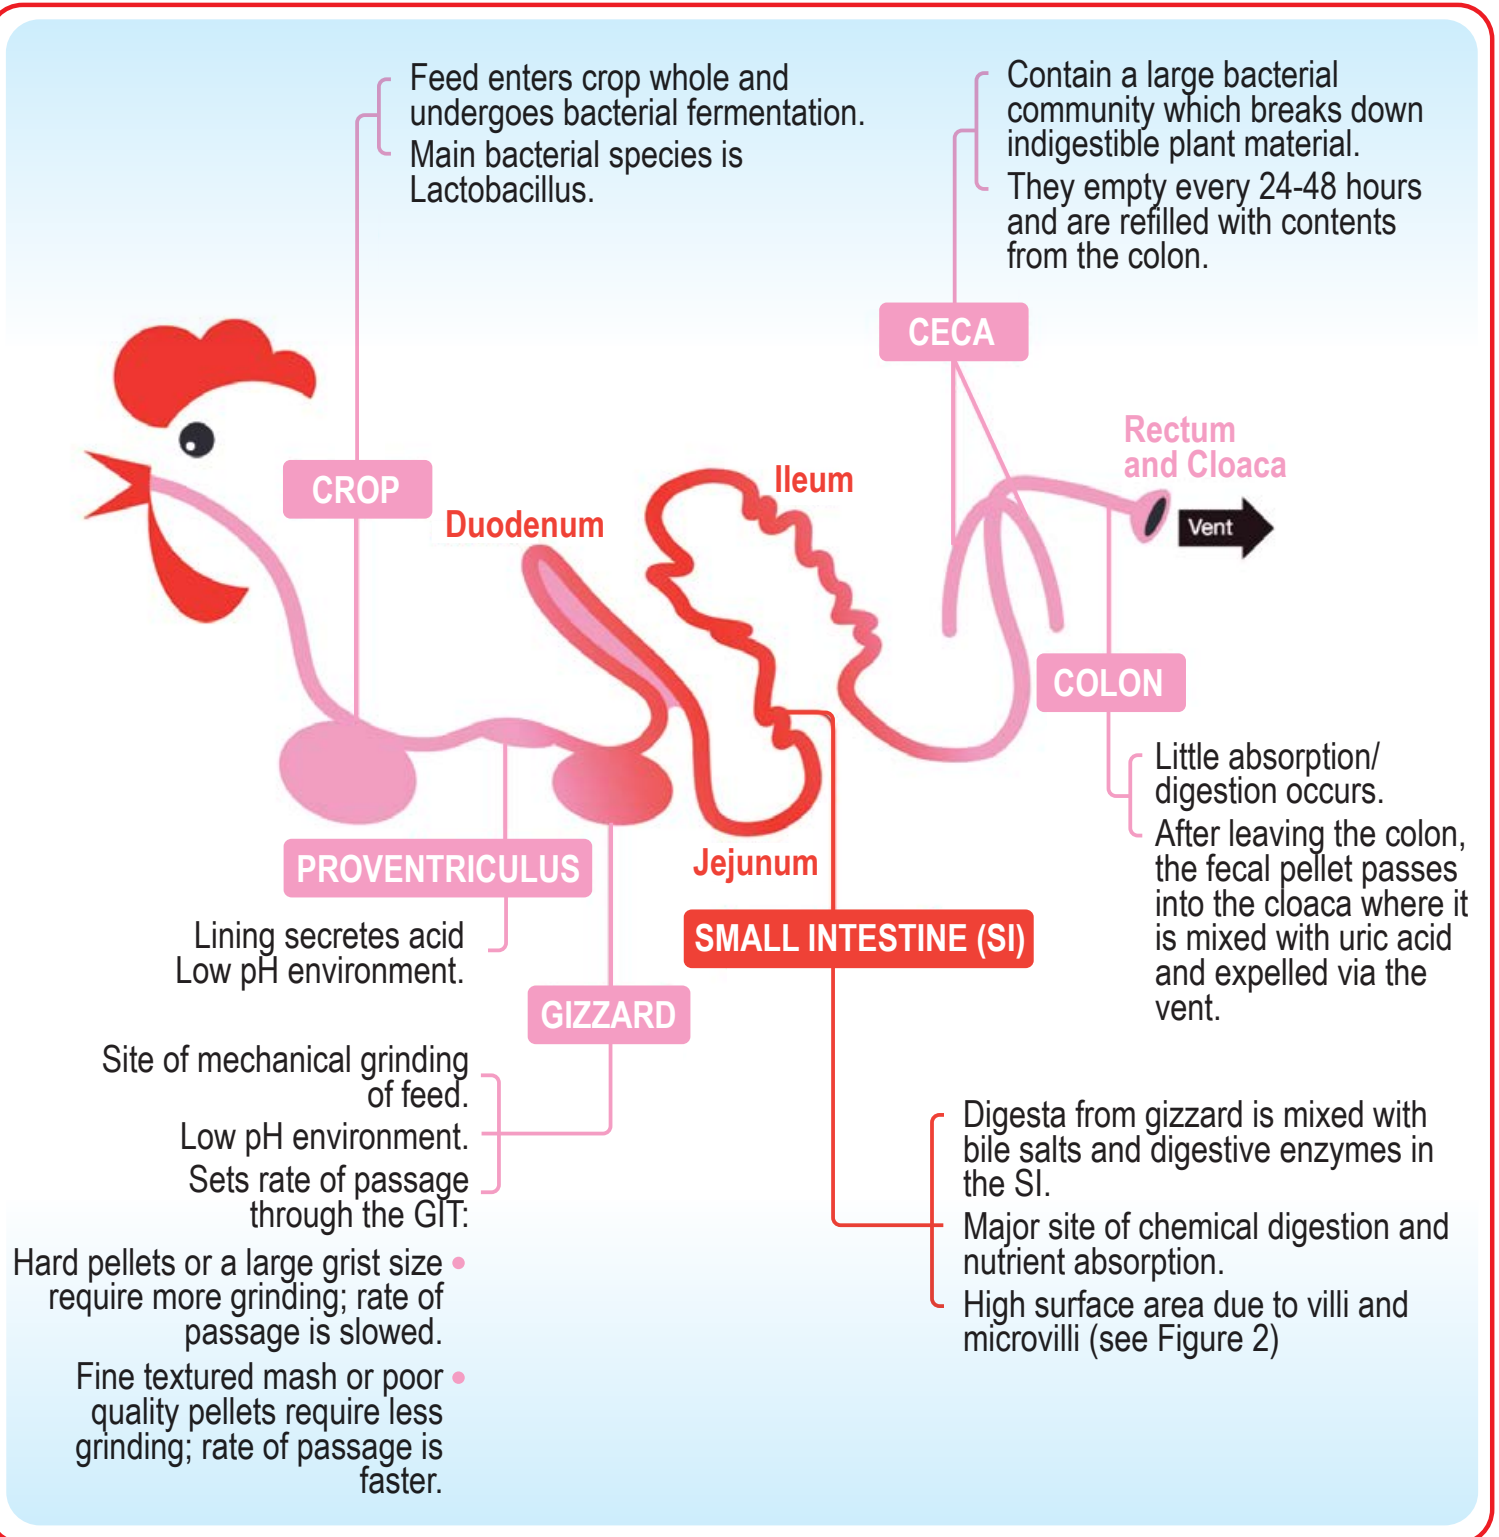 Feed enters crop whole and
undergoes bacterial fermentation.
Main bacterial species is
Lactobacillus.
Contain a large bacterial
community which breaks down
indigestible plant material.
They empty every 24-48 hours
and are refilled with contents
from the colon.
CECA
Rectum
and Cloaca
Vent
CROP
Duodenum
Ileum
COLON
Little absorption/
digestion occurs.
After leaving the colon,
the fecal pellet passes
into the cloaca where it
is mixed with uric acid
and expelled via the
vent.
PROVENTRICULUS
Lining secretes acid
Low pH environment.
Jejunum
SMALL INTESTINE (SI)
GIZZARD
Site of mechanical grinding
of feed.
Low pH environment.
Sets rate of passage
through the GIT:
Hard pellets or a large grist size •
require more grinding; rate of
passage is slowed.
Fine textured mash or poor •
quality pellets require less
grinding; rate of passage is
faster.
Digesta from gizzard is mixed with
bile salts and digestive enzymes in
the SI.
Major site of chemical digestion and
nutrient absorption.
High surface area due to villi and
microvilli (see Figure 2)